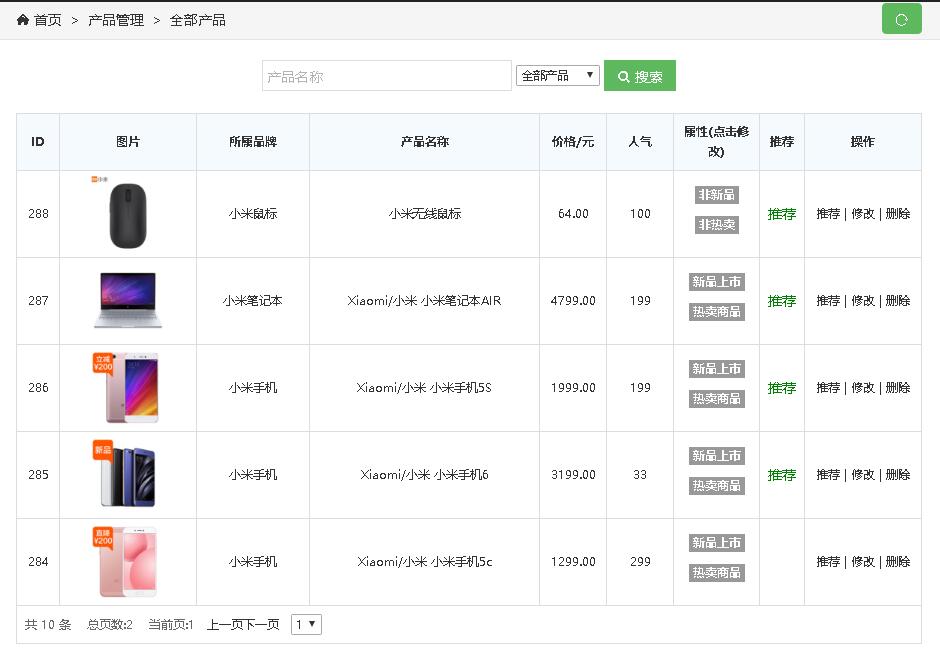 首页 > 产品管理 > 全部产品
产品名称 全部产品 搜索
ID 图片 所属品牌 产品名称 价格/元 人气 属性(点击修改) 推荐 操作
小米
288 小米鼠标 小米无线鼠标 64.00 100 非新品 非热卖 推荐 推荐 | 修改 | 删除
287 小米笔记本 Xiaomi/小米 小米笔记本AIR 4799.00 199 新品上市 热卖商品 推荐 推荐 | 修改 | 删除
立减 ¥200
286 小米手机 Xiaomi/小米 小米手机5S 1999.00 199 新品上市 热卖商品 推荐 推荐 | 修改 | 删除
新品
285 小米手机 Xiaomi/小米 小米手机6 3199.00 33 新品上市 热卖商品 推荐 推荐 | 修改 | 删除
直降 ¥200
284 小米手机 Xiaomi/小米 小米手机5c 1299.00 299 新品上市 热卖商品 推荐 | 修改 | 删除
共 10 条 总页数:2 当前页:1 上一页下一页 1